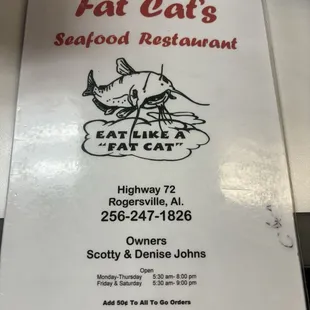 Fat Cat's
Seafood Restaurant
EAT LIKE A
"FAT CAT"
Highway 72
Rogersville, Al.
256-247-1826
Owners
Scotty & Denise Johns
Open
Monday-Thursday 5:30 am- 8:00 pm
Friday & Saturday 5:30 am- 9:00 pm
Add 50¢ To All To Go Orders